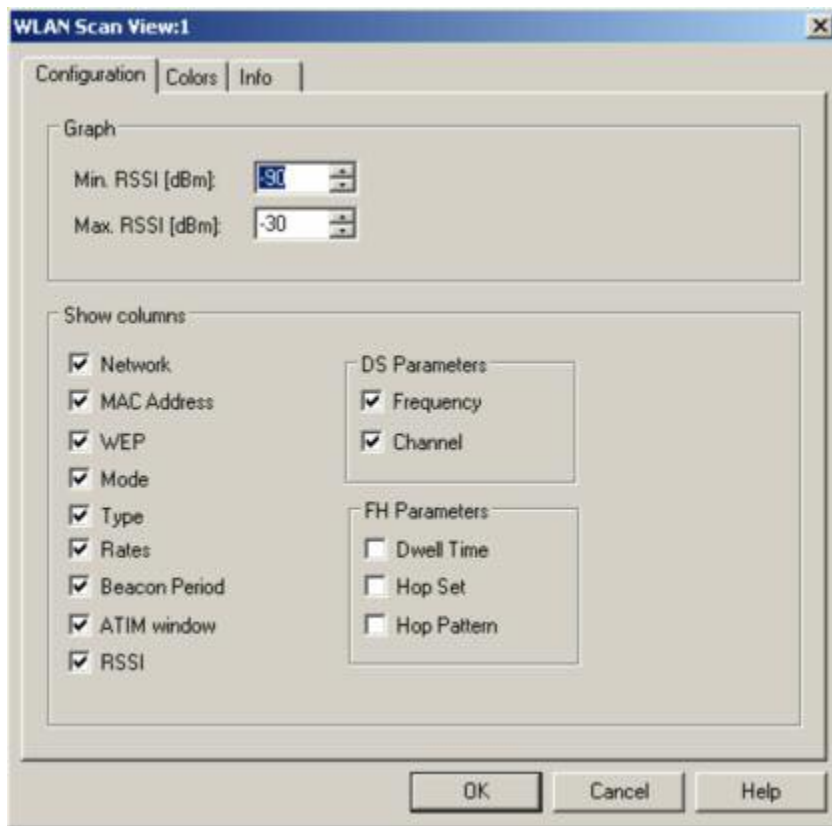 WLAN Scan View:1
Configuration Colors Info
Graph
Min. RSSI [dBm]: -90
Max. RSSI [dBm]: -30
Show columns
Network
MAC Address
WEP
Mode
Type
Rates
Beacon Period
ATIM window
RSSI
DS Parameters
Frequency
Channel
FH Parameters
Dwell Time
Hop Set
Hop Pattern
OK Cancel Help